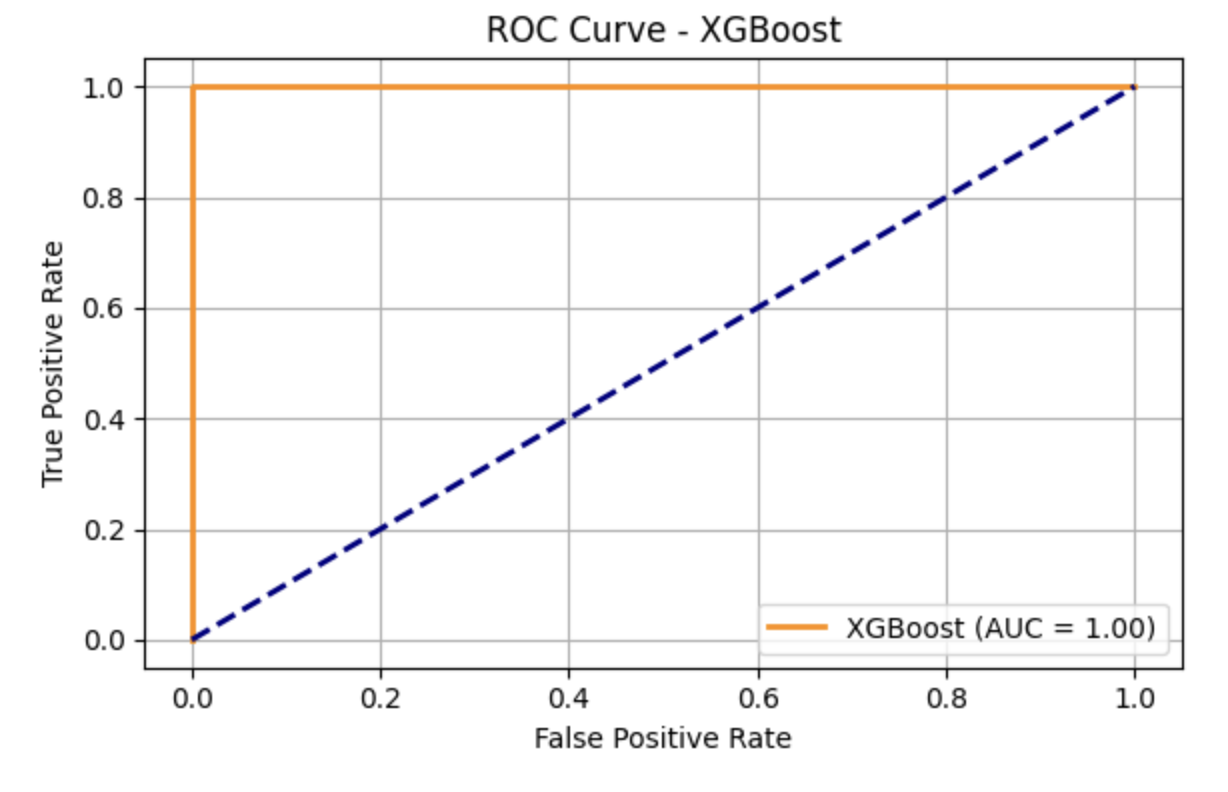 ROC Curve - XGBoost
True Positive Rate
1.0
0.8
0.6
0.4
0.2
0.0
XGBoost (AUC = 1.00)
0.0 0.2 0.4 0.6 0.8 1.0
False Positive Rate